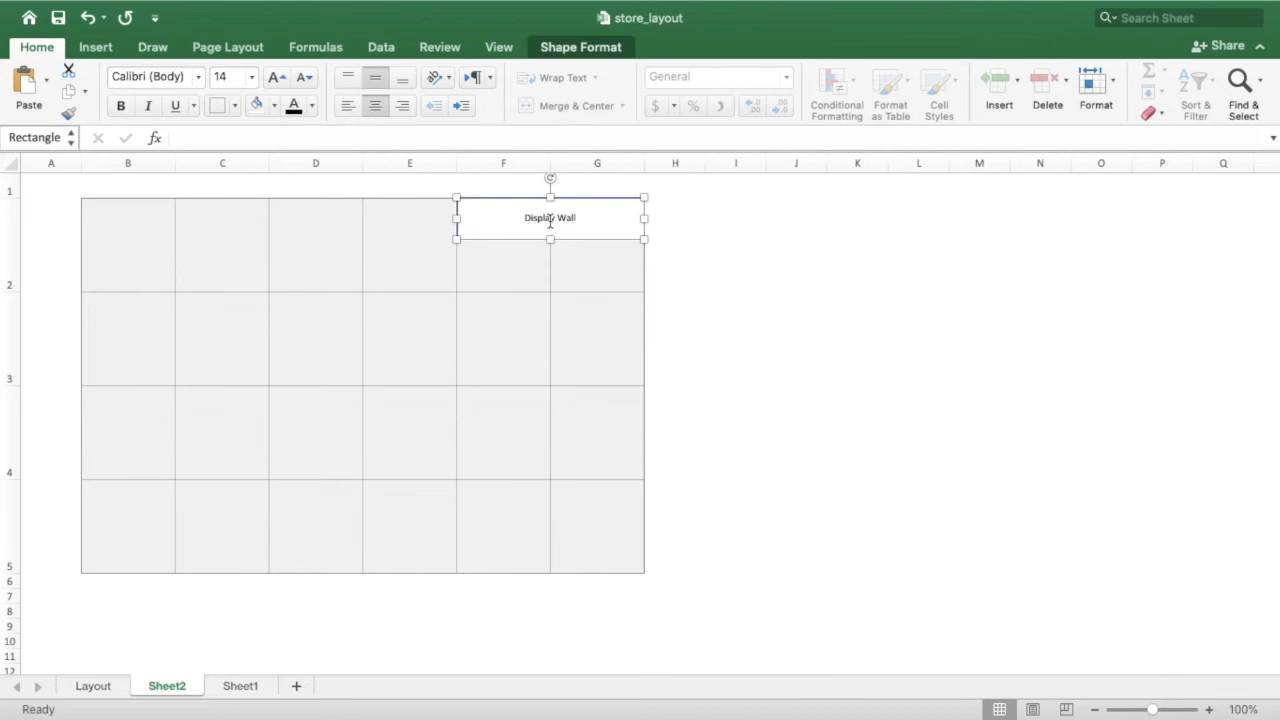 store_layout
Search Sheet
Home Insert Draw Page Layout Formulas Data Review View Shape Format Share
Paste
Calibri (Body) 14
B I U A
Wrap Text
Merge & Center
General
$ %
Conditional Formatting
Format as Table
Cell Styles
Insert
Delete
Format
Sort & Filter
Find & Select
Rectangle fx
A B C D E F G H I J K L M N O P Q
1
Display Wall
2
3
4
5
6
7
8
9
10
11
12
Layout Sheet2 Sheet1
Ready 100%